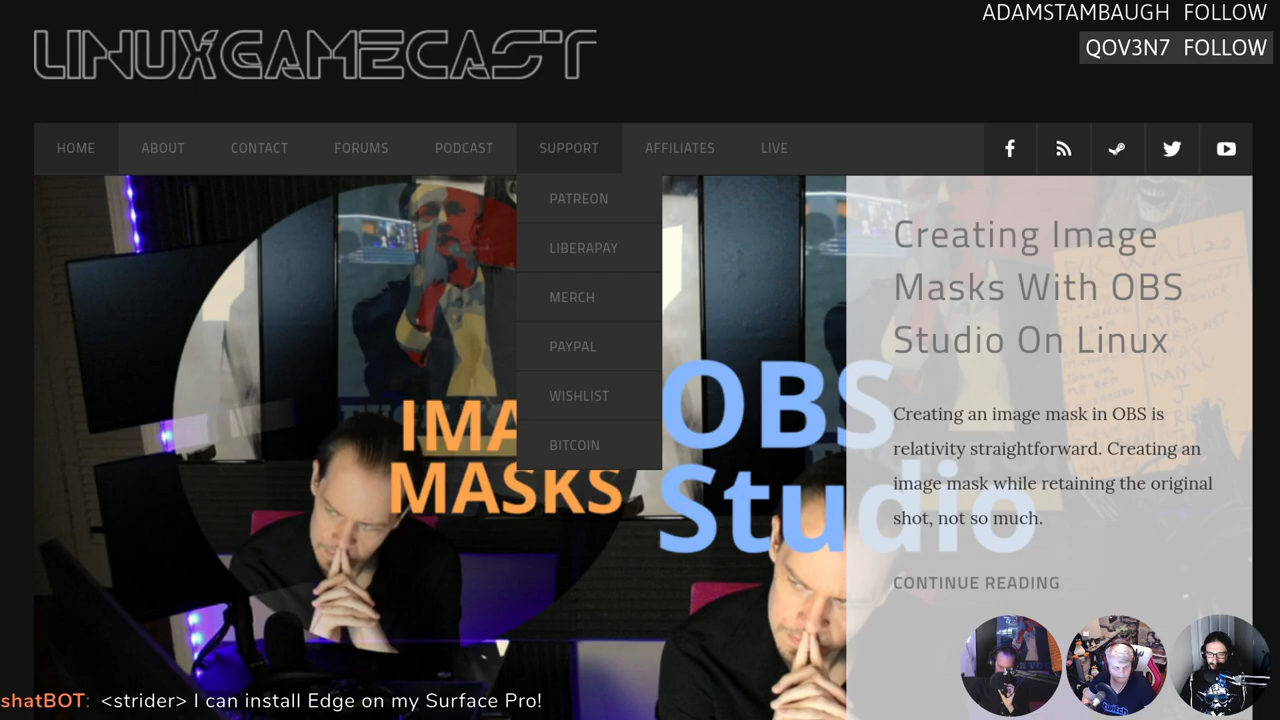 ADAMSTAMBAUGH FOLLOW
QOV3N7 FOLLOW
LINUXGAMECAST
HOME ABOUT CONTACT FORUMS PODCAST SUPPORT AFFILIATES LIVE
PATREON
LIBERAPAY
MERCH
PAYPAL
WISHLIST
BITCOIN
IMA
MASKS
OBS
Studio
Creating Image
Masks With OBS
Studio On Linux
Creating an image mask in OBS is
relativity straightforward. Creating an
image mask while retaining the original
shot, not so much.
CONTINUE READING
shatBOT: <strider> I can install Edge on my Surface Pro!